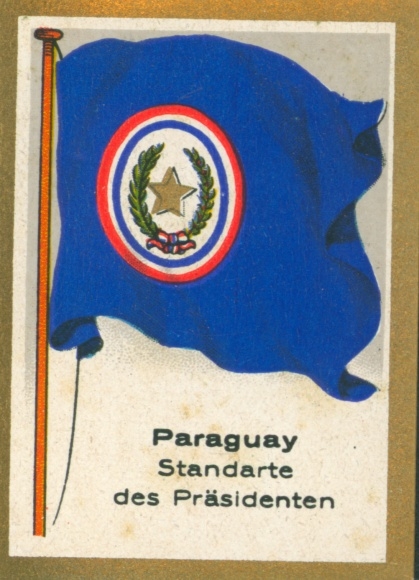 Paraguay
Standarte
des Präsidenten